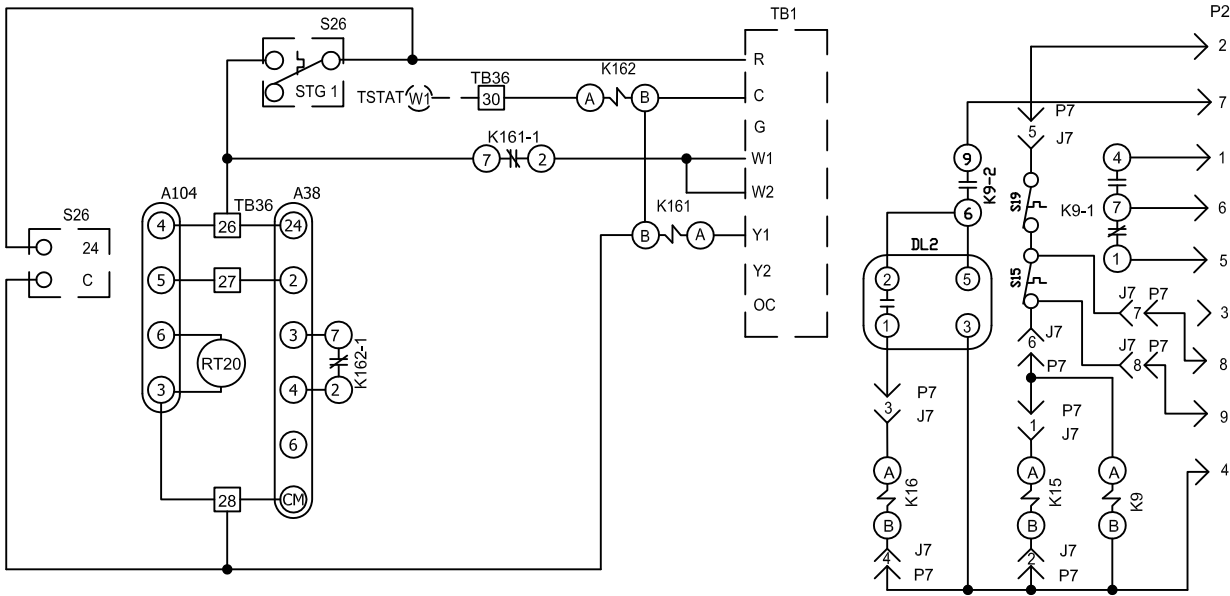 S26
STG 1
TB1
R
C
G
W1
W2
Y1
Y2
OC
TSTAT W1
TB36
30
K162
A B
K161-1
7 2
K161
B A
S26
24
C
A104
4
5
6
3
TB36
26
27
28
RT20
A38
24
2
3
4
6
CM
7
2
K162-1
P2
2
7
1
6
5
3
8
9
4
9
6
K9-2
DL2
2 5
1 3
P7
5
J7
S19
S15
K9-1
4
7
1
J7 P7
7
J7 P7
8
6
J7
P7
P7
3
J7
P7
1
J7
A
B
K16
A
B
K15
A
B
K9
J7
4
P7
J7
2
P7